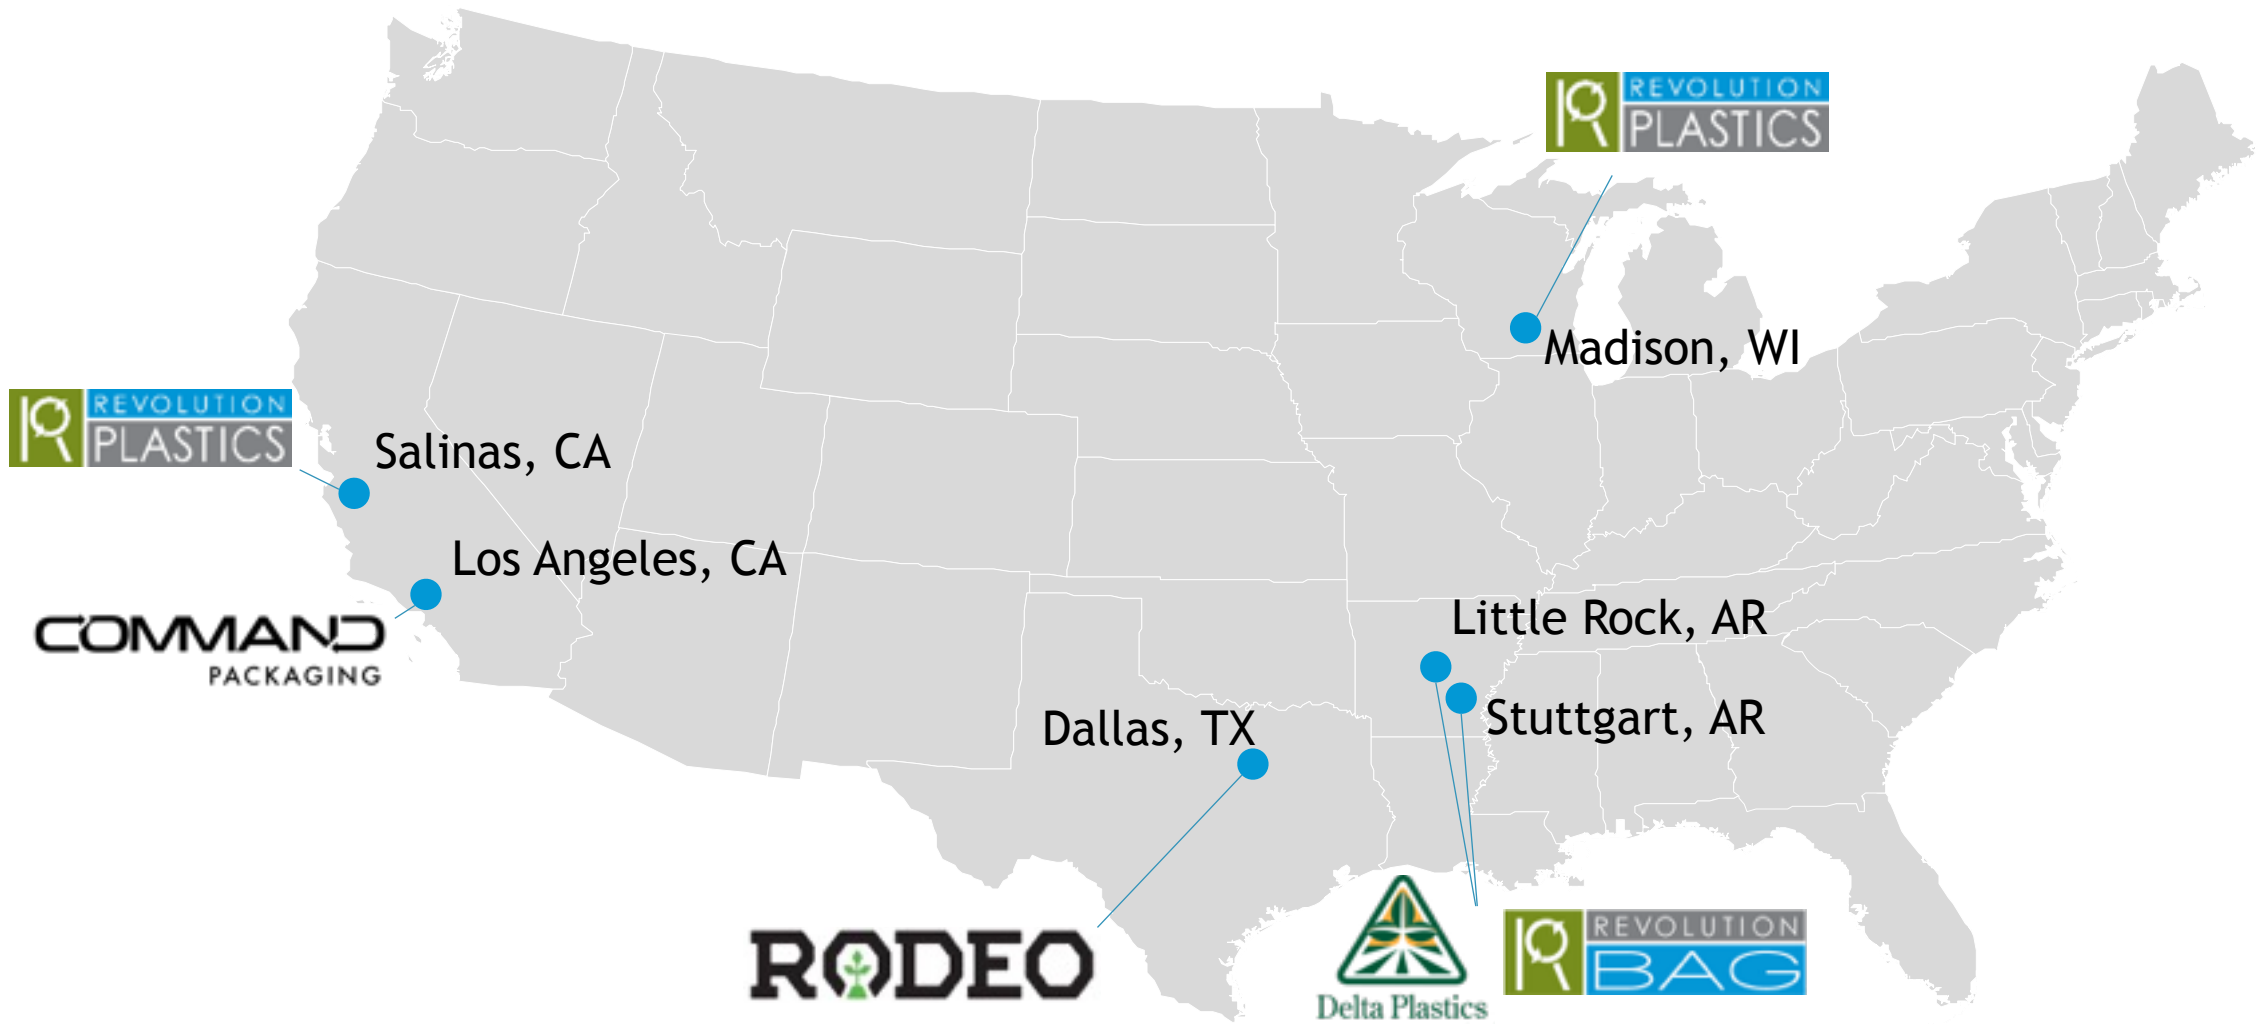 REVOLUTION
PLASTICS
Madison, WI
REVOLUTION
PLASTICS
Salinas, CA
Los Angeles, CA
COMMAND
PACKAGING
Little Rock, AR
Stuttgart, AR
Dallas, TX
RODEO
Delta Plastics
REVOLUTION
BAG